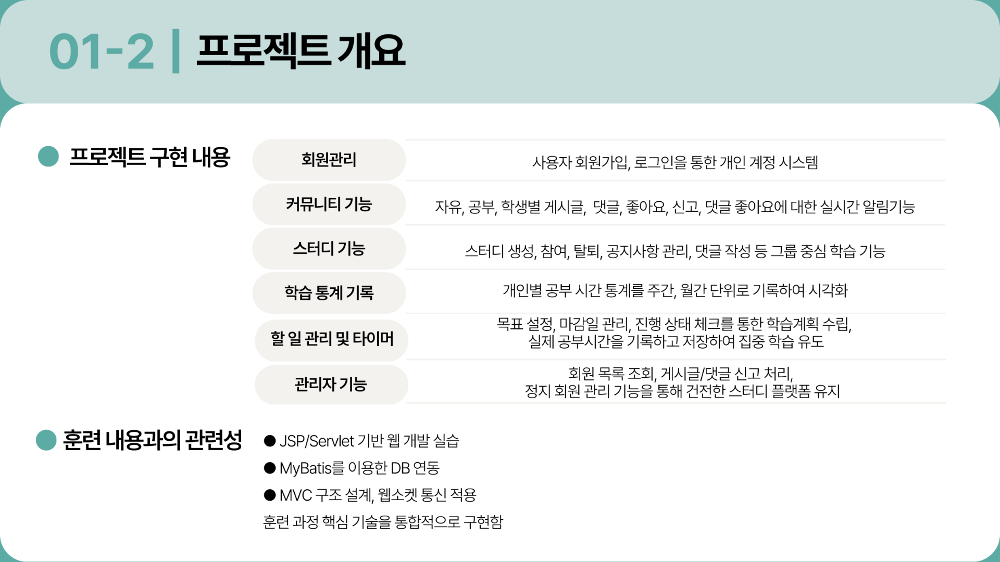 01-2 | 프로젝트 개요
프로젝트 구현 내용
회원관리
사용자 회원가입, 로그인을 통한 개인 계정 시스템
커뮤니티 기능
자유, 공부, 학생별 게시글, 댓글, 좋아요, 신고, 댓글 좋아요에 대한 실시간 알림기능
스터디 기능
스터디 생성, 참여, 탈퇴, 공지사항 관리, 댓글 작성 등 그룹 중심 학습 기능
학습 통계 기록
개인별 공부 시간 통계를 주간, 월간 단위로 기록하여 시각화
할 일 관리 및 타이머
목표 설정, 마감일 관리, 진행 상태 체크를 통한 학습계획 수립,
실제 공부시간을 기록하고 저장하여 집중 학습 유도
관리자 기능
회원 목록 조회, 게시글/댓글 신고 처리,
정지 회원 관리 기능을 통해 건전한 스터디 플랫폼 유지
훈련 내용과의 관련성
● JSP/Servlet 기반 웹 개발 실습
● MyBatis를 이용한 DB 연동
● MVC 구조 설계, 웹소켓 통신 적용
훈련 과정 핵심 기술을 통합적으로 구현함